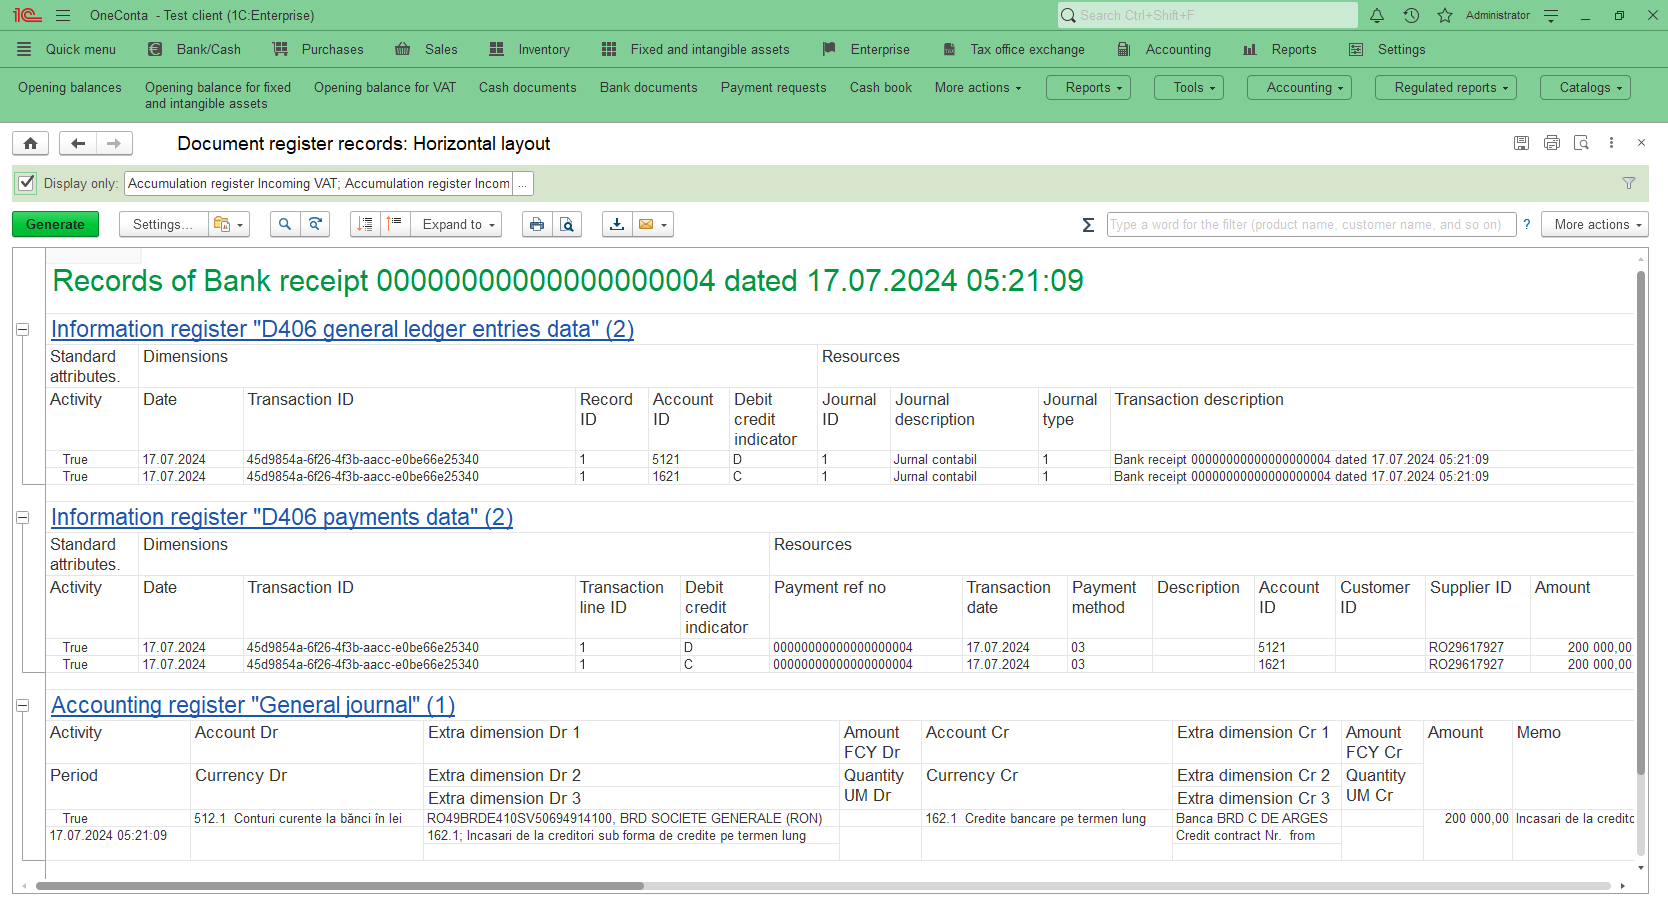 OneConta - Test client (1C:Enterprise)
Search Ctrl+Shift+F
Administrator
Quick menu Bank/Cash Purchases Sales Inventory Fixed and intangible assets Enterprise Tax office exchange Accounting Reports Settings
Opening balances Opening balance for fixed Opening balance for VAT Cash documents Bank documents Payment requests Cash book More actions Reports Tools Accounting Regulated reports Catalogs
and intangible assets
Document register records: Horizontal layout
Display only: Accumulation register Incoming VAT; Accumulation register Incom ...
Generate Settings... Expand to Σ Type a word for the filter (product name, customer name, and so on) ? More actions
Records of Bank receipt 00000000000000000004 dated 17.07.2024 05:21:09
Information register "D406 general ledger entries data" (2)
Standard Dimensions Resources
attributes.
Activity Date Transaction ID Record Account Debit Journal Journal Journal Transaction description
ID ID credit ID description type
indicator
True 17.07.2024 45d9854a-6f26-4f3b-aacc-e0be66e25340 1 5121 D 1 Jurnal contabil 1 Bank receipt 00000000000000000004 dated 17.07.2024 05:21:09
True 17.07.2024 45d9854a-6f26-4f3b-aacc-e0be66e25340 1 1621 C 1 Jurnal contabil 1 Bank receipt 00000000000000000004 dated 17.07.2024 05:21:09
Information register "D406 payments data" (2)
Standard Dimensions Resources
attributes.
Activity Date Transaction ID Transaction Debit Payment ref no Transaction Payment Description Account Customer Supplier ID Amount
line ID credit date method ID ID
indicator
True 17.07.2024 45d9854a-6f26-4f3b-aacc-e0be66e25340 1 D 00000000000000000004 17.07.2024 03 5121 RO29617927 200 000,00
True 17.07.2024 45d9854a-6f26-4f3b-aacc-e0be66e25340 1 C 00000000000000000004 17.07.2024 03 1621 RO29617927 200 000,00
Accounting register "General journal" (1)
Activity Account Dr Extra dimension Dr 1 Amount Account Cr Extra dimension Cr 1 Amount Amount Memo
FCY Dr FCY Cr
Period Currency Dr Extra dimension Dr 2 Quantity Currency Cr Extra dimension Cr 2 Quantity
Extra dimension Dr 3 UM Dr Extra dimension Cr 3 UM Cr
True 512.1 Conturi curente la bănci în lei RO49BRDE410SV50694914100, BRD SOCIETE GENERALE (RON) 162.1 Credite bancare pe termen lung Banca BRD C DE ARGES 200 000,00 Incasari de la credito
17.07.2024 05:21:09 162.1; Incasari de la creditori sub forma de credite pe termen lung Credit contract Nr. from